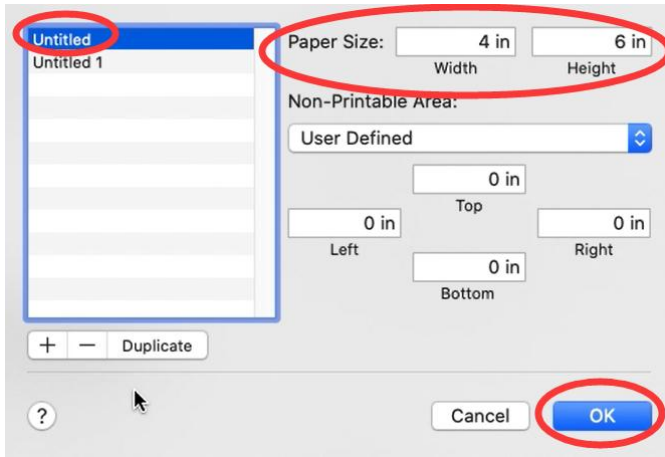 Untitled
Untitled 1
Paper Size:
4 in
6 in
Width
Height
Non-Printable Area:
User Defined
0 in
Top
0 in
0 in
Left
Right
0 in
Bottom
+
−
Duplicate
?
Cancel
OK